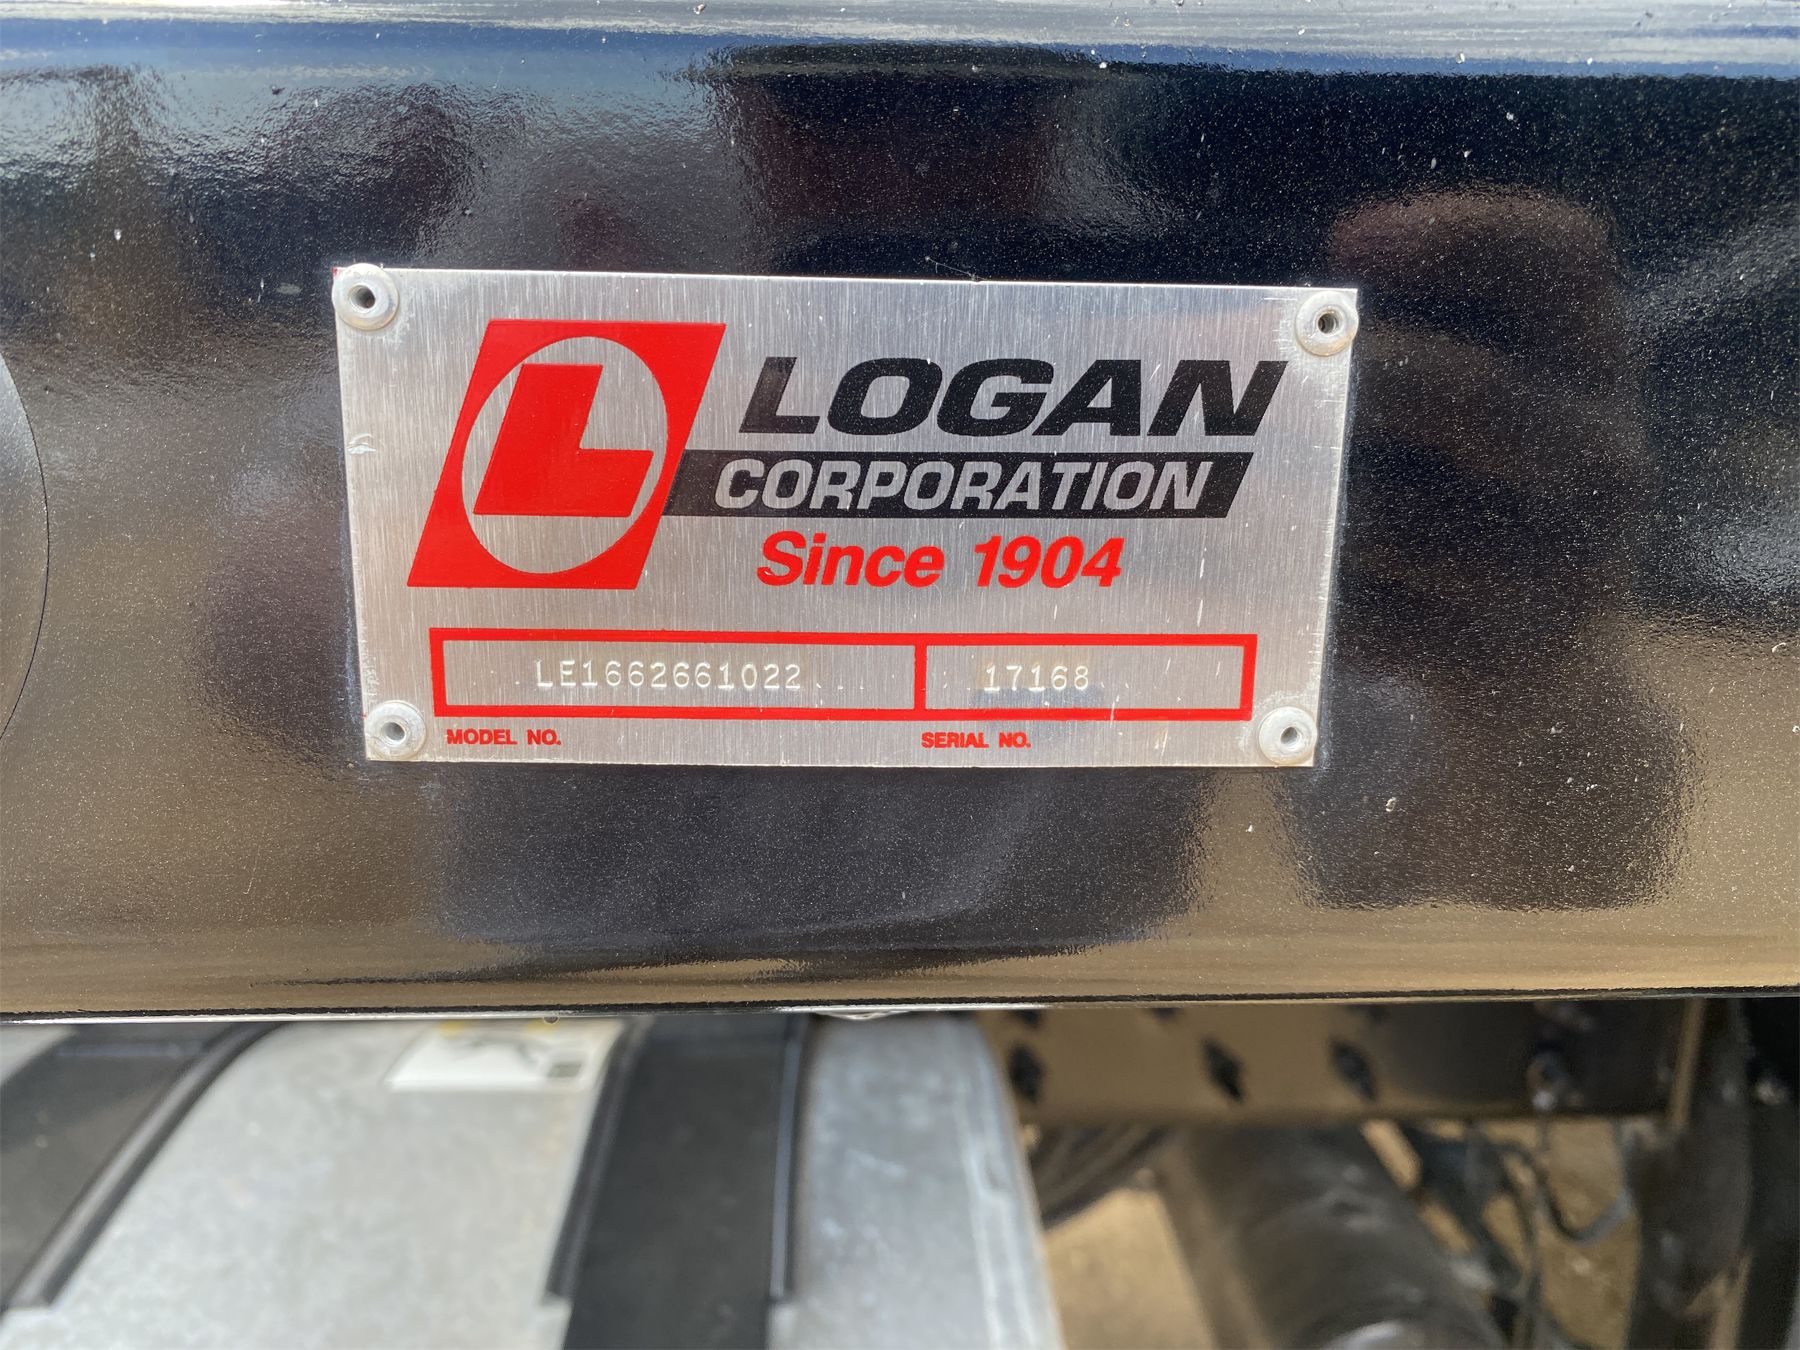 L LOGAN
CORPORATION
Since 1904
LE1662661022 17168
MODEL NO. SERIAL NO.